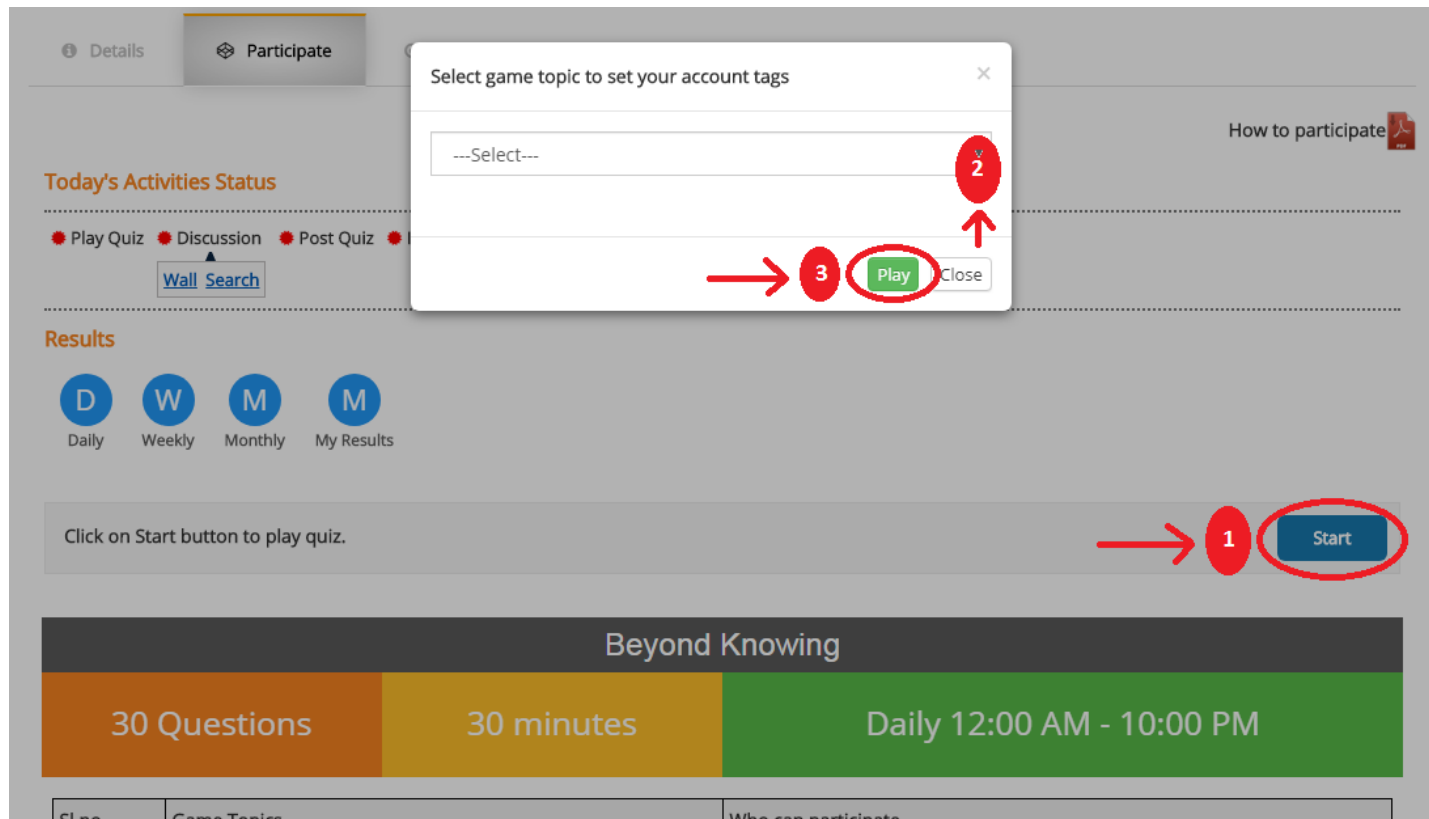 Details
Participate
Select game topic to set your account tags
×
How to participate
PDF
---Select---
2
Today's Activities Status
Play Quiz Discussion Post Quiz
Wall Search
3
Play
Close
Results
D W M M
Daily Weekly Monthly My Results
Click on Start button to play quiz.
1
Start
Beyond Knowing
30 Questions
30 minutes
Daily 12:00 AM - 10:00 PM
Sl no
Game Topics
Who can participate